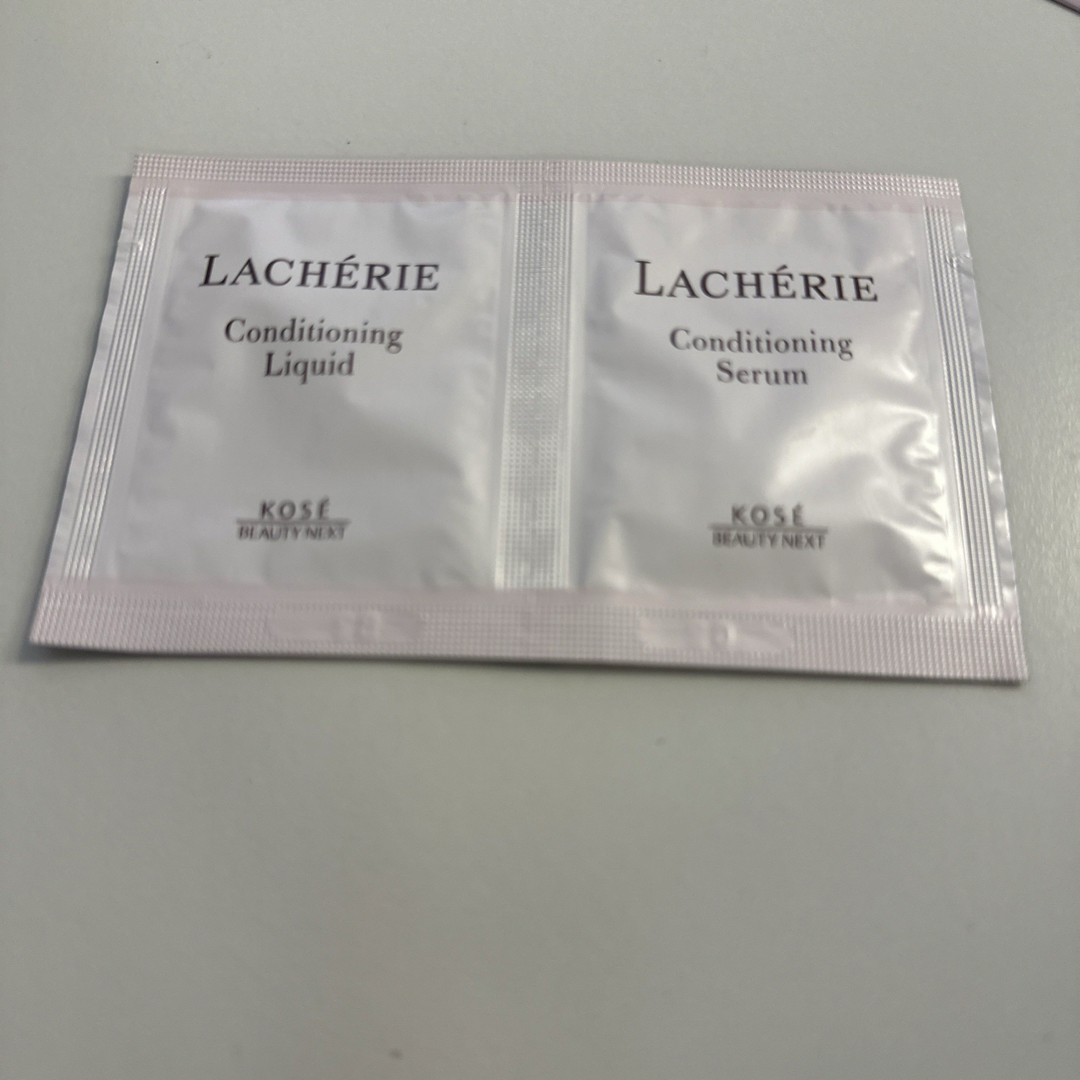 LACHÉRIE
Conditioning
Liquid
KOSÉ
BEAUTY NEXT
LACHÉRIE
Conditioning
Serum
KOSÉ
BEAUTY NEXT